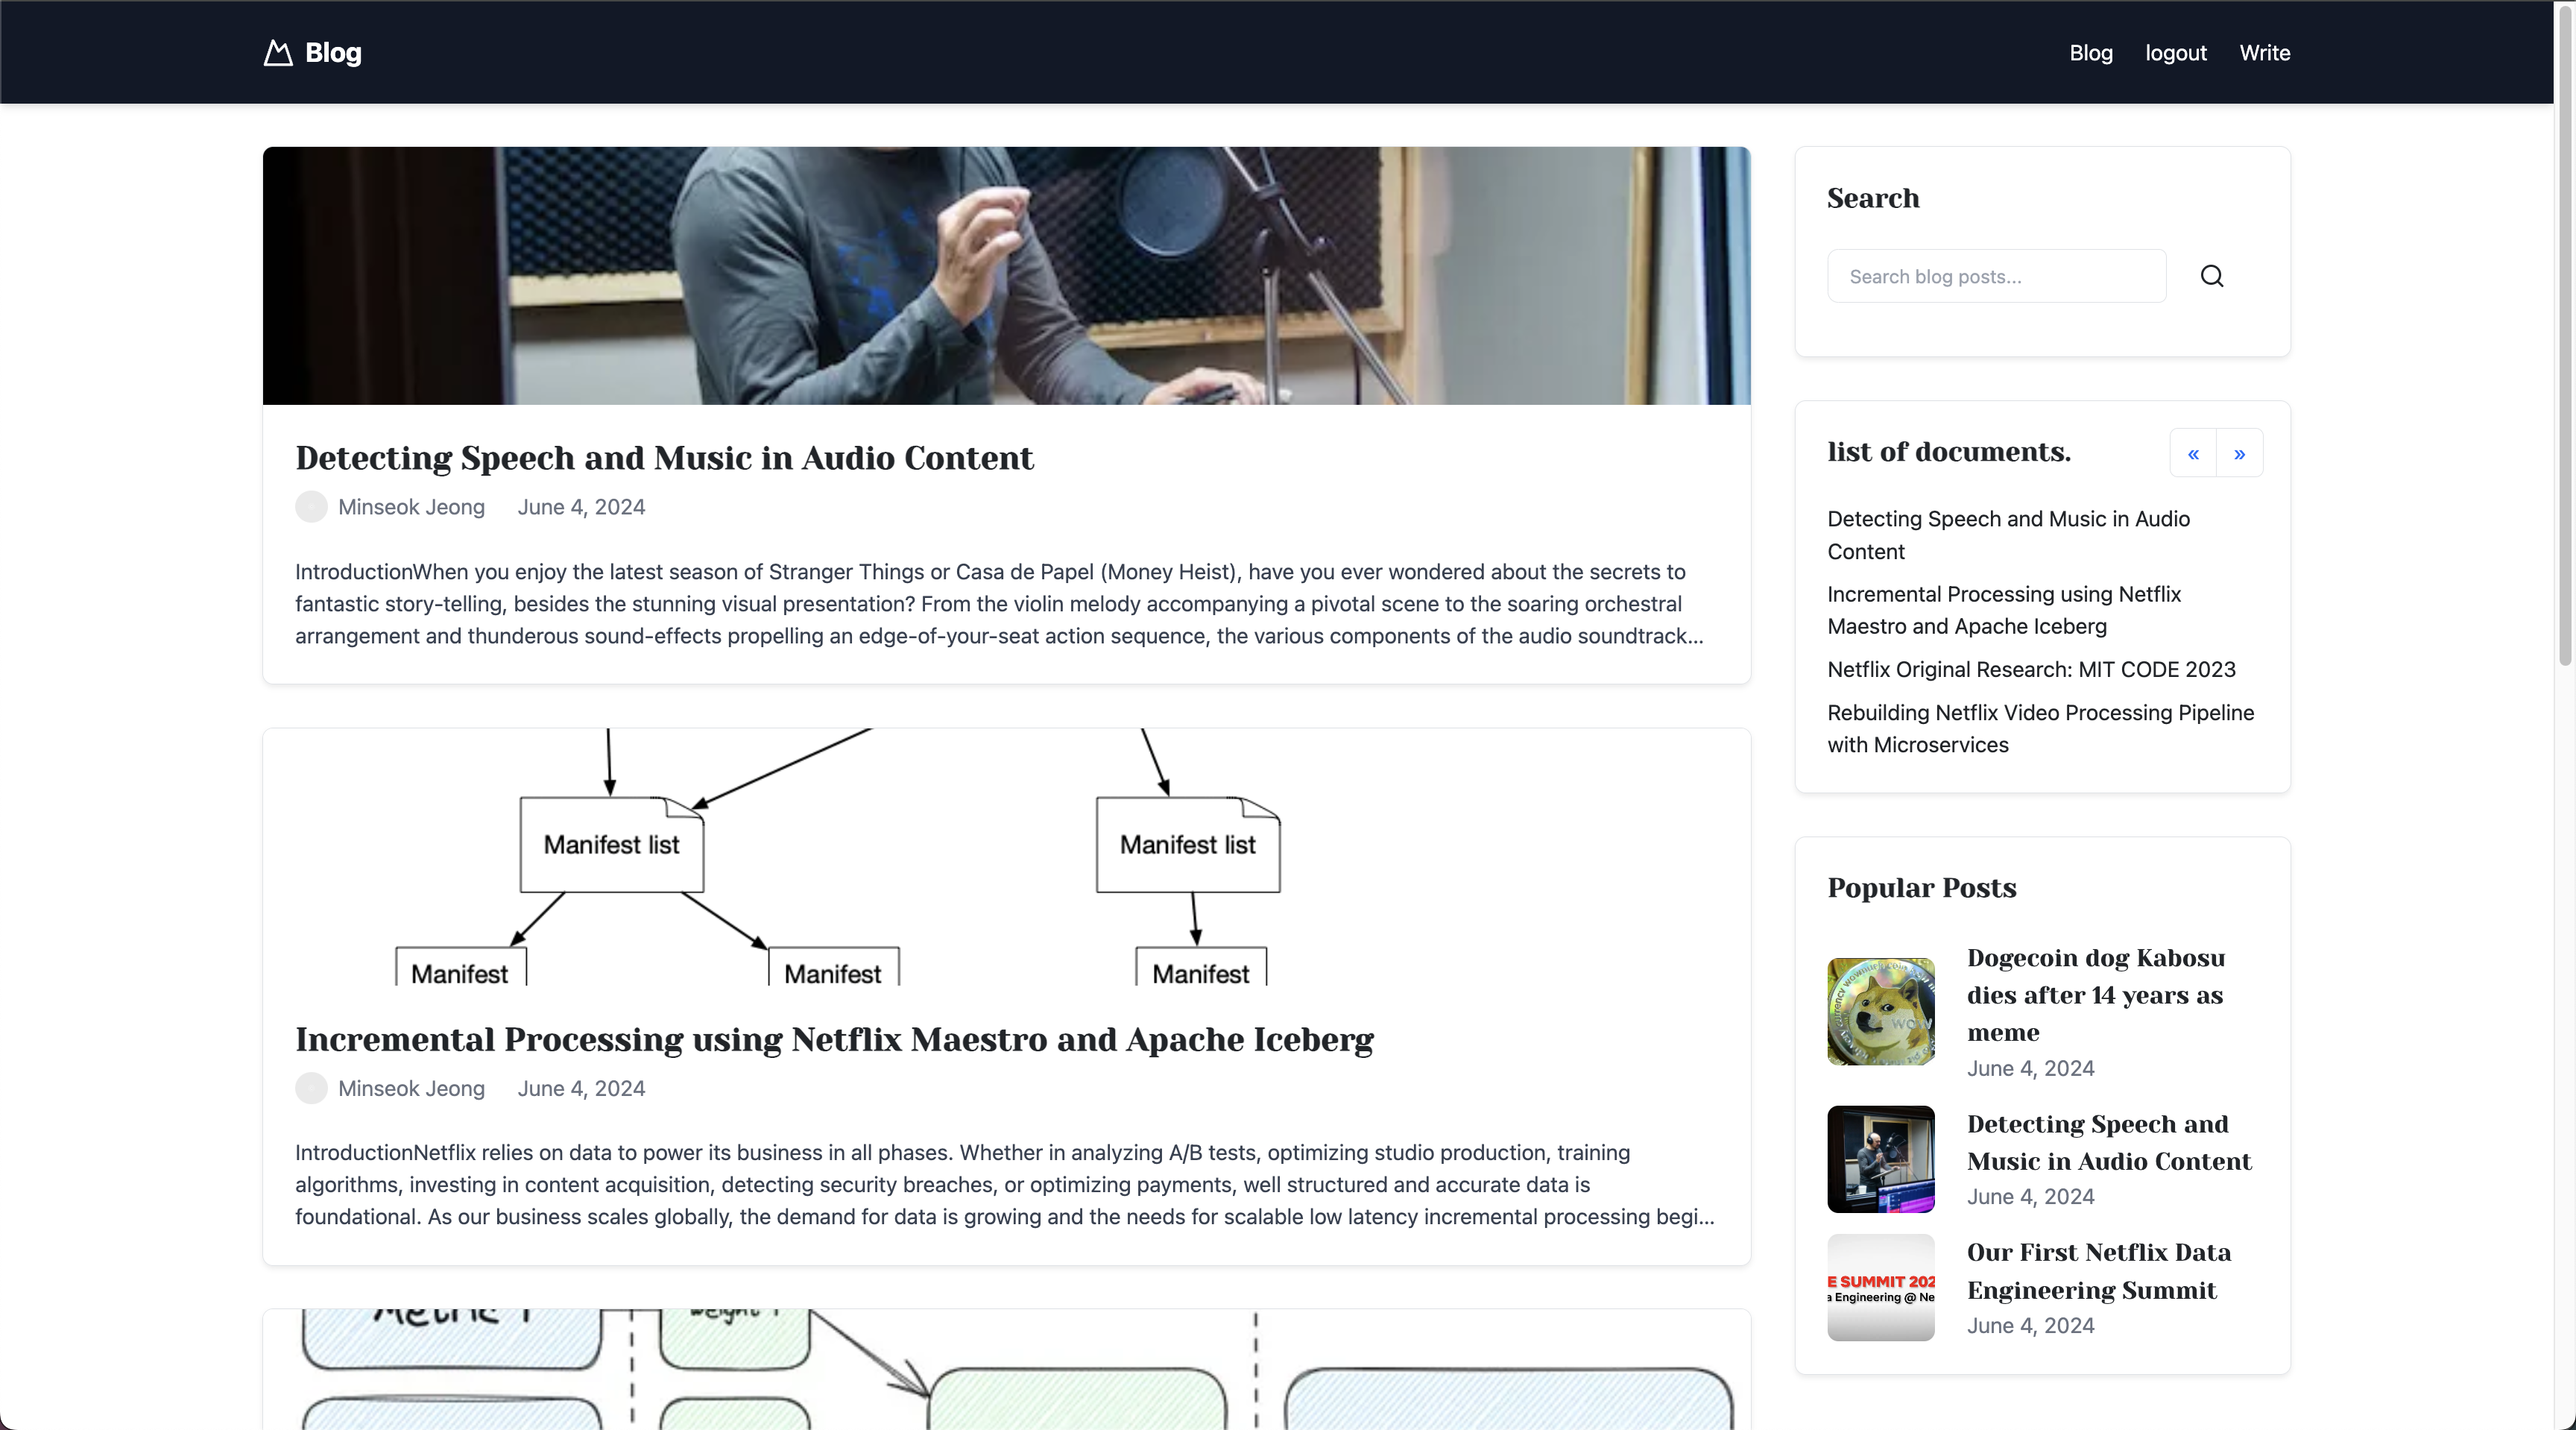 Blog
Blog logout Write
Detecting Speech and Music in Audio Content
Minseok Jeong June 4, 2024
IntroductionWhen you enjoy the latest season of Stranger Things or Casa de Papel (Money Heist), have you ever wondered about the secrets to
fantastic story-telling, besides the stunning visual presentation? From the violin melody accompanying a pivotal scene to the soaring orchestral
arrangement and thunderous sound-effects propelling an edge-of-your-seat action sequence, the various components of the audio soundtrack...
Manifest list
Manifest list
Manifest
Manifest
Manifest
Incremental Processing using Netflix Maestro and Apache Iceberg
Minseok Jeong June 4, 2024
IntroductionNetflix relies on data to power its business in all phases. Whether in analyzing A/B tests, optimizing studio production, training
algorithms, investing in content acquisition, detecting security breaches, or optimizing payments, well structured and accurate data is
foundational. As our business scales globally, the demand for data is growing and the needs for scalable low latency incremental processing begi...
Search
Search blog posts...
list of documents.
« »
Detecting Speech and Music in Audio
Content
Incremental Processing using Netflix
Maestro and Apache Iceberg
Netflix Original Research: MIT CODE 2023
Rebuilding Netflix Video Processing Pipeline
with Microservices
Popular Posts
WOW
Dogecoin dog Kabosu
dies after 14 years as
meme
June 4, 2024
Detecting Speech and
Music in Audio Content
June 4, 2024
E SUMMIT 202
a Engineering @ Ne
Our First Netflix Data
Engineering Summit
June 4, 2024